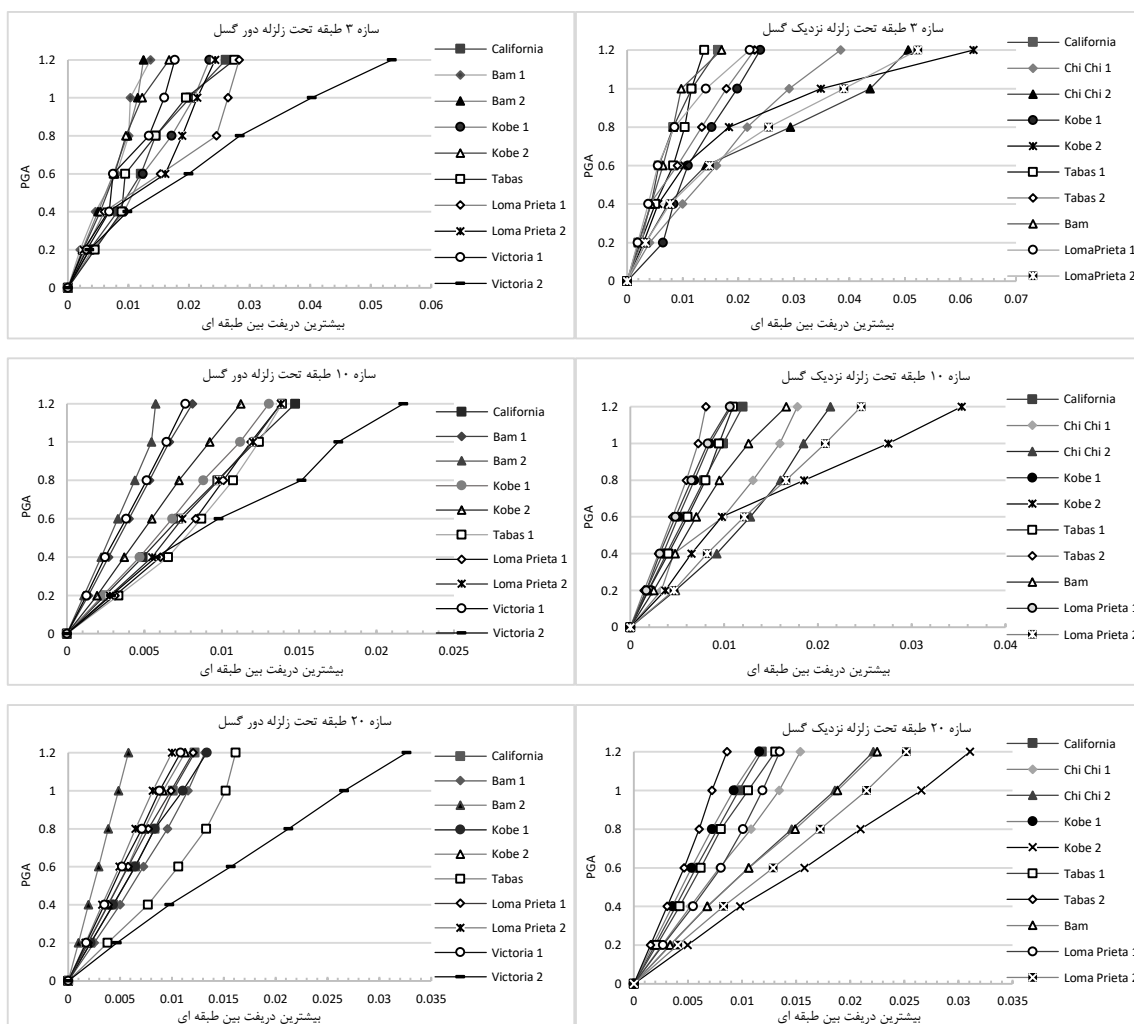 سازه ۳ طبقه تحت زلزله دور گسل
PGA
1.2
1
0.8
0.6
0.4
0.2
0
0
0.01
0.02
0.03
0.04
0.05
0.06
بیشترین دریفت بین طبقه ای
California
Bam 1
Bam 2
Kobe 1
Kobe 2
Tabas
Loma Prieta 1
Loma Prieta 2
Victoria 1
Victoria 2
سازه ۳ طبقه تحت زلزله نزدیک گسل
1.2
1
0.8
0.6
0.4
0.2
0
0
0.01
0.02
0.03
0.04
0.05
0.06
0.07
بیشترین دریفت بین طبقه ای
California
Chi Chi 1
Chi Chi 2
Kobe 1
Kobe 2
Tabas 1
Tabas 2
Bam
LomaPrieta 1
LomaPrieta 2
سازه ۱۰ طبقه تحت زلزله دور گسل
PGA
1.2
1
0.8
0.6
0.4
0.2
0
0
0.005
0.01
0.015
0.02
0.025
بیشترین دریفت بین طبقه ای
California
Bam 1
Bam 2
Kobe 1
Kobe 2
Tabas 1
Loma Prieta 1
Loma Prieta 2
Victoria 1
Victoria 2
سازه ۱۰ طبقه تحت زلزله نزدیک گسل
1.2
1
0.8
0.6
0.4
0.2
0
0
0.01
0.02
0.03
0.04
بیشترین دریفت بین طبقه ای
California
Chi Chi 1
Chi Chi 2
Kobe 1
Kobe 2
Tabas 1
Tabas 2
Bam
Loma Prieta 1
Loma Prieta 2
سازه ۲۰ طبقه تحت زلزله دور گسل
PGA
1.2
1
0.8
0.6
0.4
0.2
0
0
0.005
0.01
0.015
0.02
0.025
0.03
0.035
بیشترین دریفت بین طبقه ای
California
Bam 1
Bam 2
Kobe 1
Kobe 2
Tabas
Loma Prieta 1
Loma Prieta 2
Victoria 1
Victoria 2
سازه ۲۰ طبقه تحت زلزله نزدیک گسل
PGA
1.2
1
0.8
0.6
0.4
0.2
0
0
0.005
0.01
0.015
0.02
0.025
0.03
0.035
بیشترین دریفت بین طبقه ای
California
Chi Chi 1
Chi Chi 2
Kobe 1
Kobe 2
Tabas 1
Tabas 2
Bam
Loma Prieta 1
Loma Prieta 2